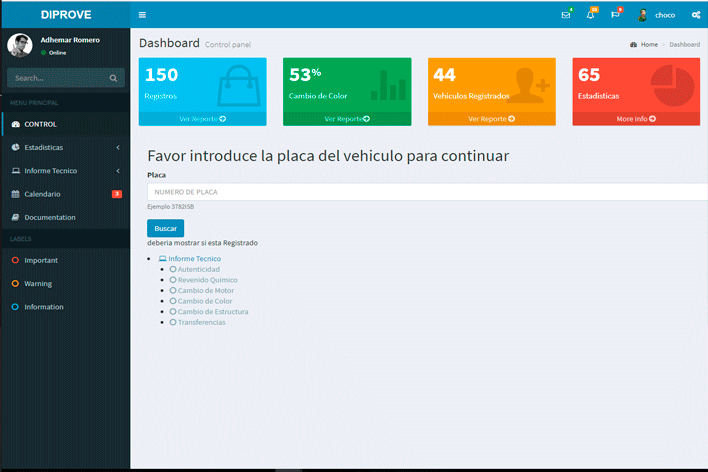 DIPROVE
4
10
9
choco
Adhemar Romero
Online
Search...
MENU PRINCIPAL
CONTROL
Estadisticas
Informe Tecnico
Calendario 3
Documentation
LABELS
Important
Warning
Information
Dashboard Control panel
Home > Dashboard
150
Registros
Ver Reporte
53%
Cambio de Color
Ver Reporte
44
Vehiculos Registrados
Ver Reporte
65
Estadisticas
More info
Favor introduce la placa del vehiculo para continuar
Placa
NUMERO DE PLACA
Ejemplo 3782ISB
Buscar
deberia mostrar si esta Registrado
Informe Tecnico
Autenticidad
Revenido Quimico
Cambio de Motor
Cambio de Color
Cambio de Estructura
Transferencias